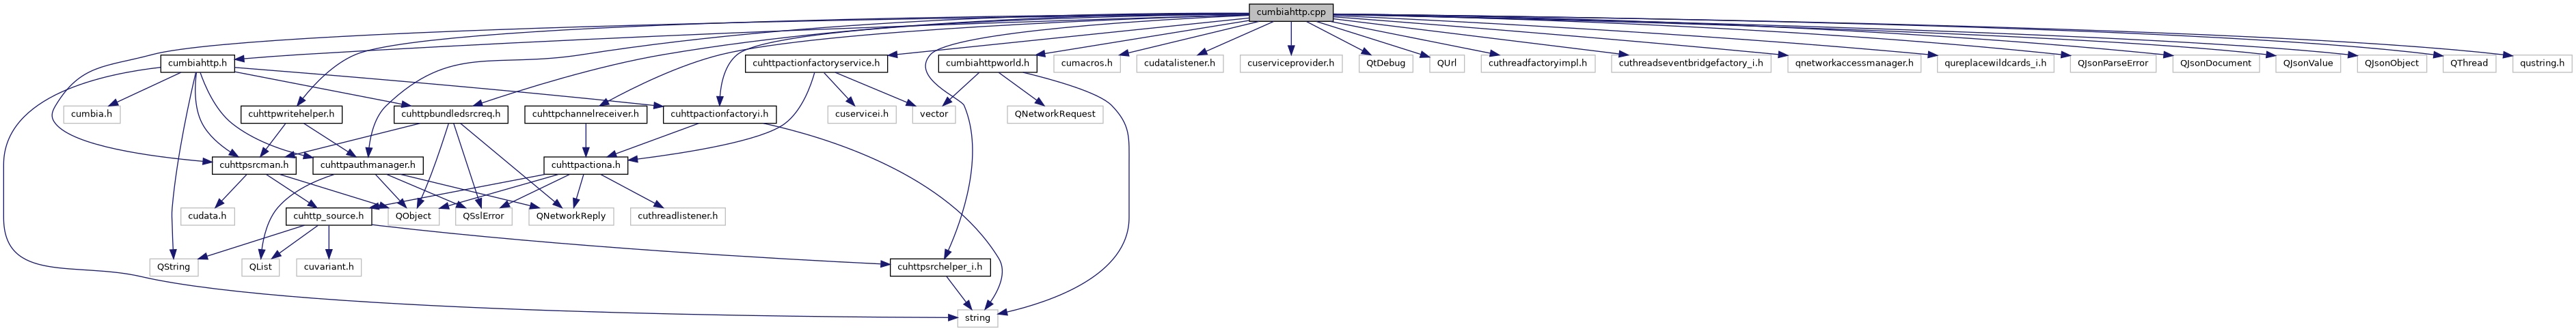 cumbiahttp.cpp
cumbiahttp.h
cuhttpactionfactoryservice.h
cumbiahttpworld.h
cumacros.h
cudatalistener.h
cuserviceprovider.h
QtDebug
QUrl
cuthreadfactoryimpl.h
cuthreadseventbridgefactory_i.h
qnetworkaccessmanager.h
qureplacewildcards_i.h
QJsonParseError
QJsonDocument
QJsonValue
QJsonObject
QThread
qustring.h
cumbia.h
cuhttpwritehelper.h
cuhttpbundledsrcreq.h
cuhttpchannelreceiver.h
cuhttpactionfactoryi.h
cuservicei.h
vector
QNetworkRequest
cuhttpsrcman.h
cuhttpauthmanager.h
cuhttpactiona.h
cudata.h
cuhttp_source.h
QObject
QSslError
QNetworkReply
cuthreadlistener.h
QString
QList
cuvariant.h
cuhttpsrchelper_i.h
string